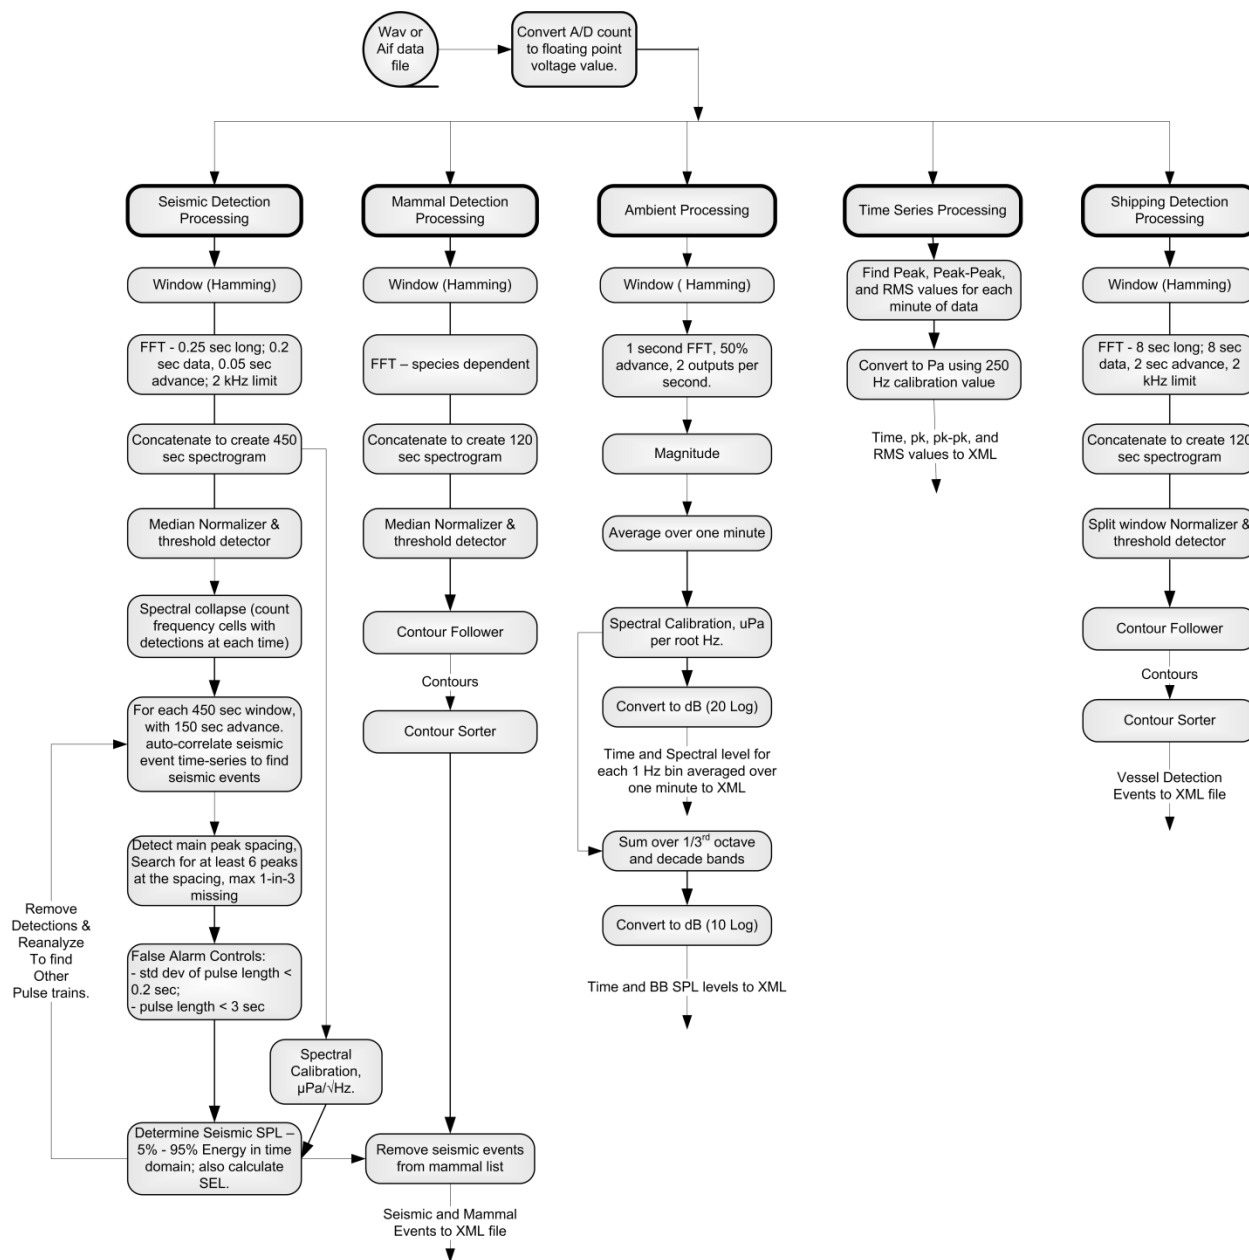 Wav or
Aif data
file
Convert A/D count
to floating point
voltage value.
Seismic Detection
Processing
Window (Hamming)
FFT - 0.25 sec long; 0.2
sec data, 0.05 sec
advance; 2 kHz limit
Concatenate to create 450
sec spectrogram
Median Normalizer &
threshold detector
Spectral collapse (count
frequency cells with
detections at each time)
For each 450 sec window,
with 150 sec advance.
auto-correlate seismic
event time-series to find
seismic events
Detect main peak spacing,
Search for at least 6 peaks
at the spacing, max 1-in-3
missing
Remove
Detections &
Reanalyze
To find
Other
Pulse trains.
False Alarm Controls:
- std dev of pulse length <
0.2 sec;
- pulse length < 3 sec
Spectral
Calibration,
µPa/√Hz.
Determine Seismic SPL –
5% - 95% Energy in time
domain; also calculate
SEL.
Mammal Detection
Processing
Window (Hamming)
FFT – species dependent
Concatenate to create 120
sec spectrogram
Median Normalizer &
threshold detector
Contour Follower
Contours
Contour Sorter
Remove seismic events
from mammal list
Seismic and Mammal
Events to XML file
Ambient Processing
Window ( Hamming)
1 second FFT, 50%
advance, 2 outputs per
second.
Magnitude
Average over one minute
Spectral Calibration, uPa
per root Hz.
Convert to dB (20 Log)
Time and Spectral level for
each 1 Hz bin averaged over
one minute to XML
Sum over 1/3rd octave
and decade bands
Convert to dB (10 Log)
Time and BB SPL levels to XML
Time Series Processing
Find Peak, Peak-Peak,
and RMS values for each
minute of data
Convert to Pa using 250
Hz calibration value
Time, pk, pk-pk, and
RMS values to XML
Shipping Detection
Processing
Window (Hamming)
FFT - 8 sec long; 8 sec
data, 2 sec advance, 2
kHz limit
Concatenate to create 120
sec spectrogram
Split window Normalizer &
threshold detector
Contour Follower
Contours
Contour Sorter
Vessel Detection
Events to XML file